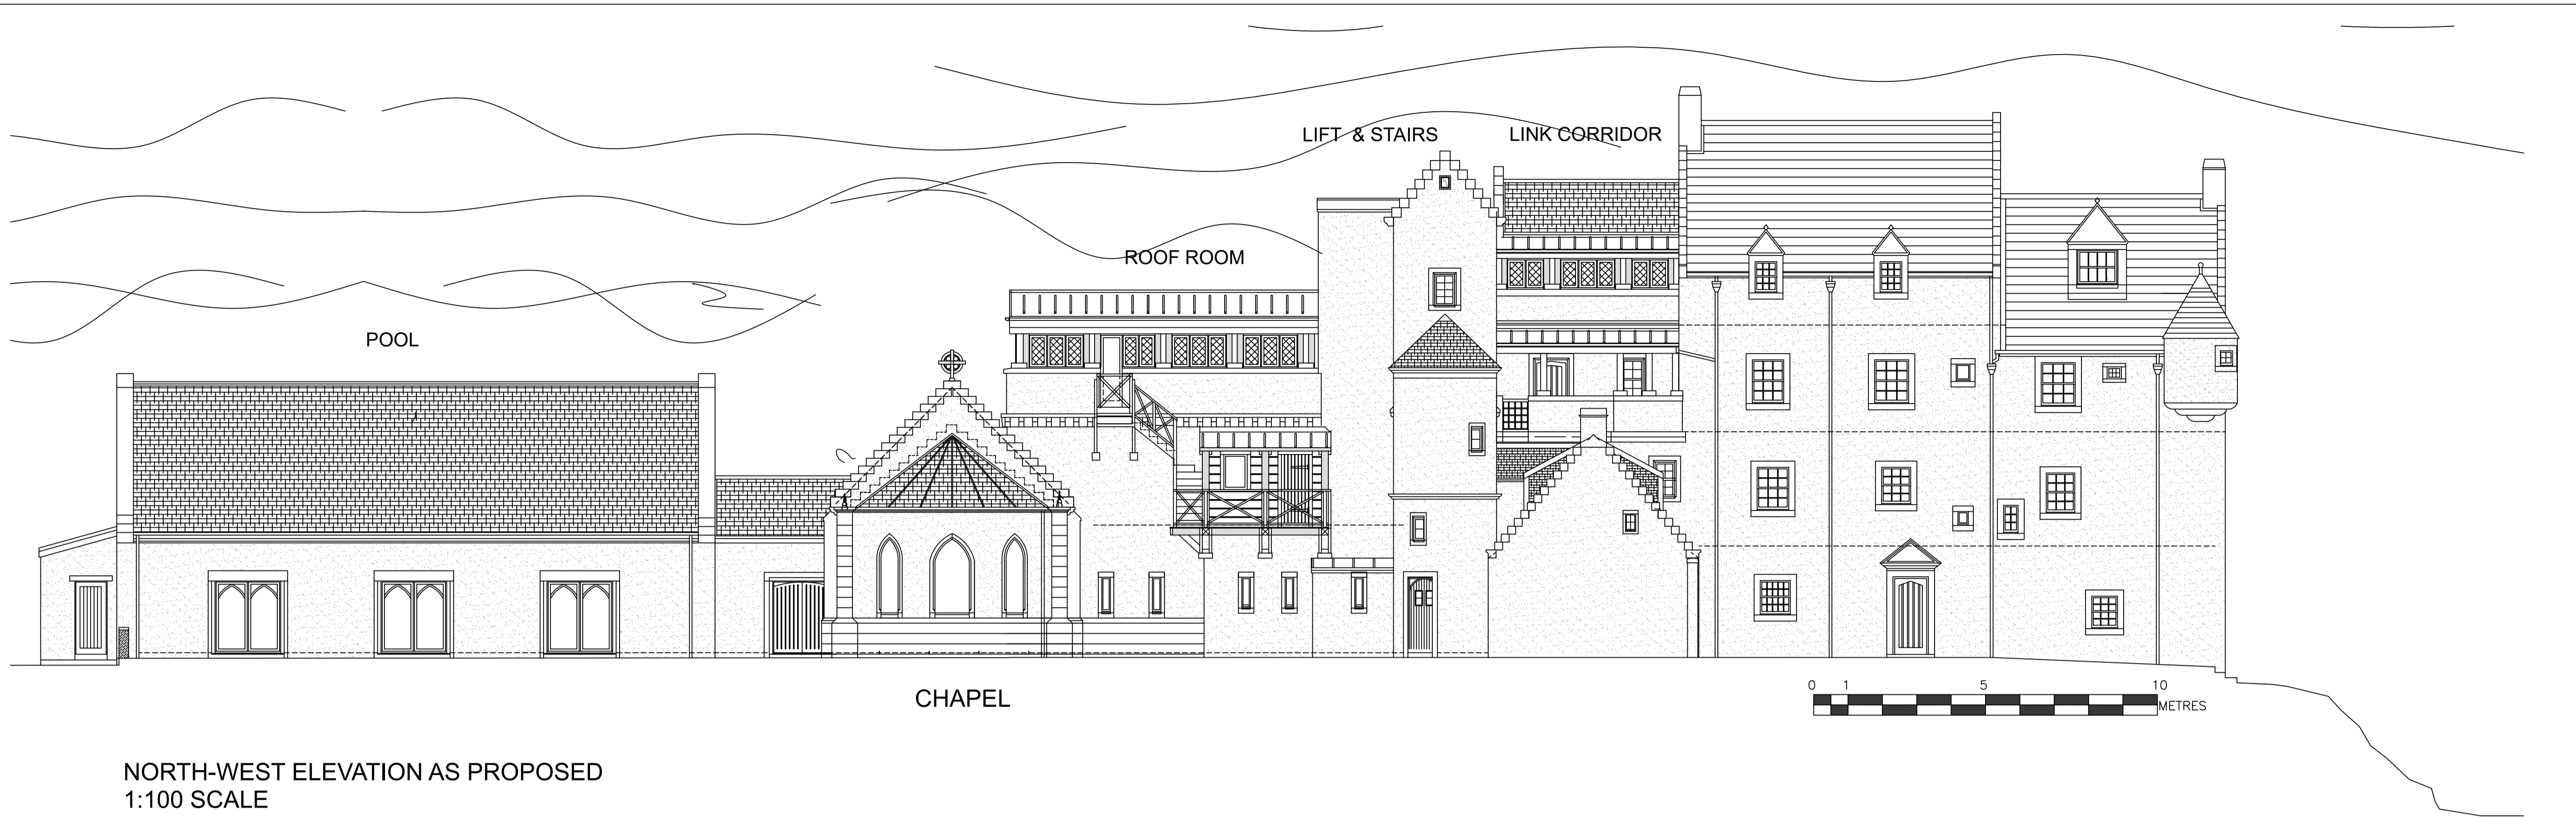 LIFT & STAIRS
LINK CORRIDOR
ROOF ROOM
POOL
CHAPEL
0 1 5 10
METRES
NORTH-WEST ELEVATION AS PROPOSED
1:100 SCALE